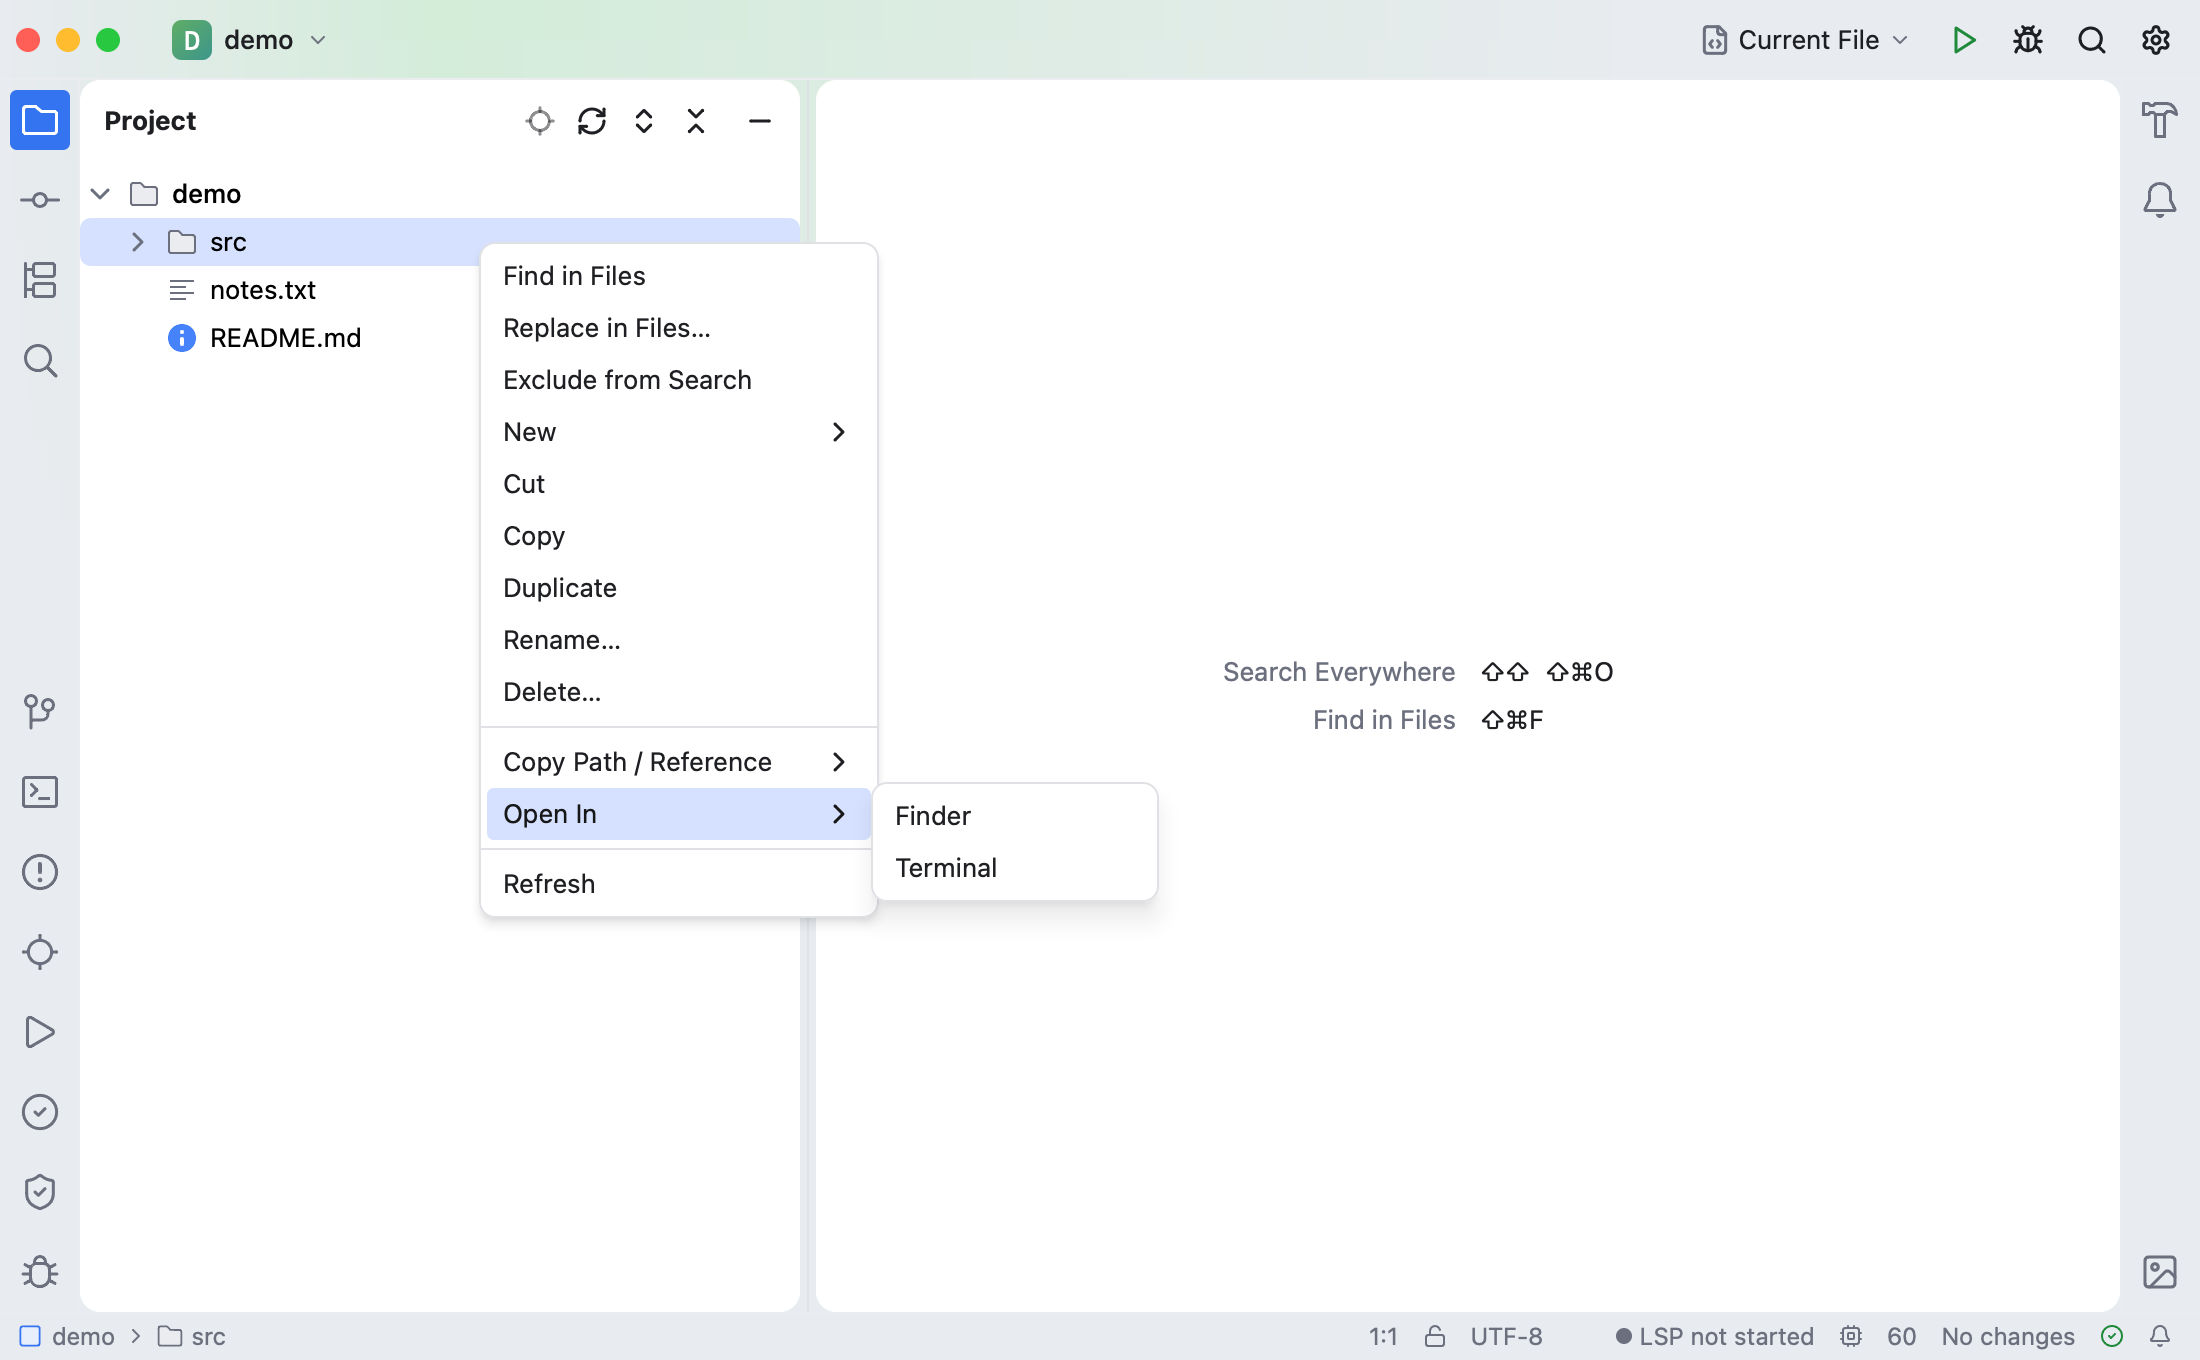 D demo
Current File
Project
demo
src
notes.txt
README.md
Find in Files
Replace in Files...
Exclude from Search
New
Cut
Copy
Duplicate
Rename...
Delete...
Copy Path / Reference
Open In
Refresh
Finder
Terminal
Search Everywhere ⇧⇧ ⇧⌘O
Find in Files ⇧⌘F
demo > src
1:1 UTF-8 LSP not started 60 No changes